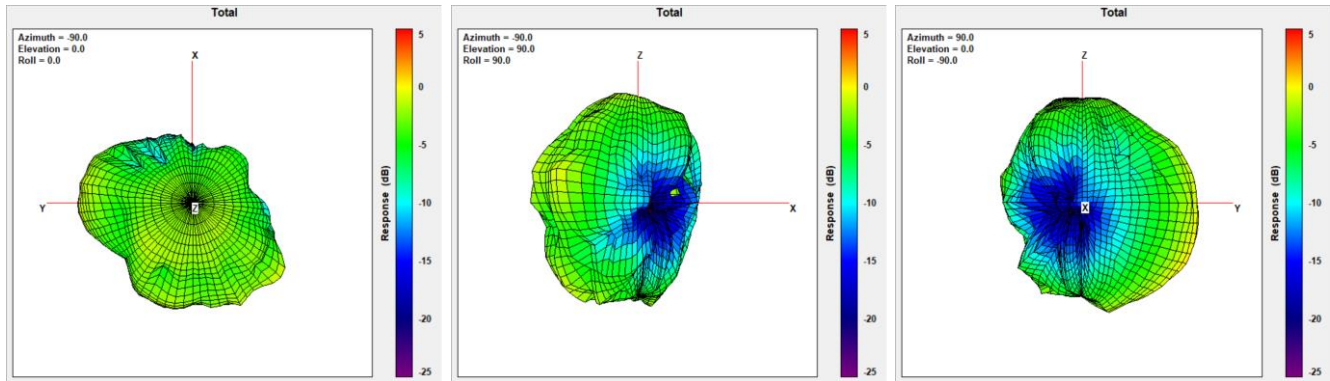 Total
Azimuth = -90.0
Elevation = 0.0
Roll = 0.0
X
Y
Z
5
0
-5
-10
-15
-20
-25
Response (dB)
Total
Azimuth = -90.0
Elevation = 90.0
Roll = 90.0
Z
X
5
0
-5
-10
-15
-20
-25
Response (dB)
Total
Azimuth = 90.0
Elevation = 0.0
Roll = -90.0
Z
X
Y
5
0
-5
-10
-15
-20
-25
Response (dB)